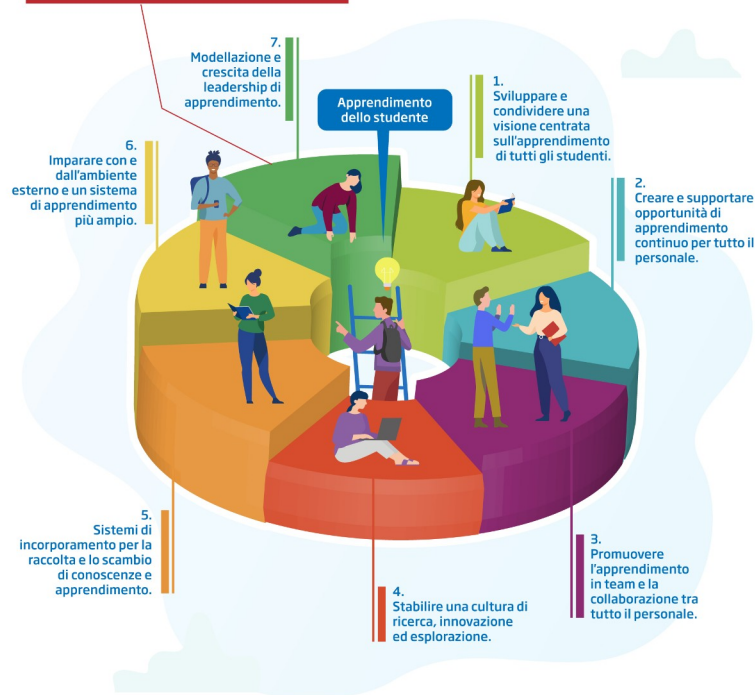 Apprendimento
dello studente
1.
Sviluppare e
condividere una
visione centrata
sull'apprendimento
di tutti gli studenti.
2.
Creare e supportare
opportunità di
apprendimento
continuo per tutto il
personale.
3.
Promuovere
l'apprendimento
in team e la
collaborazione tra
tutto il personale.
4.
Stabilire una cultura di
ricerca, innovazione
ed esplorazione.
5.
Sistemi di
incorporamento per la
raccolta e lo scambio
di conoscenze e
apprendimento.
6.
Imparare con e
dall'ambiente
esterno e un sistema
di apprendimento
più ampio.
7.
Modellazione e
crescita della
leadership di
apprendimento.